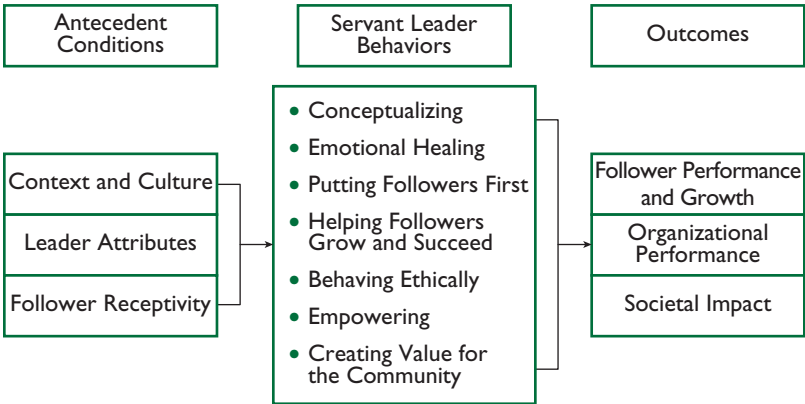 Antecedent
Conditions
Servant Leader
Behaviors
Outcomes
Context and Culture
Leader Attributes
Follower Receptivity
• Conceptualizing
• Emotional Healing
• Putting Followers First
• Helping Followers
Grow and Succeed
• Behaving Ethically
• Empowering
• Creating Value for
the Community
Follower Performance
and Growth
Organizational
Performance
Societal Impact